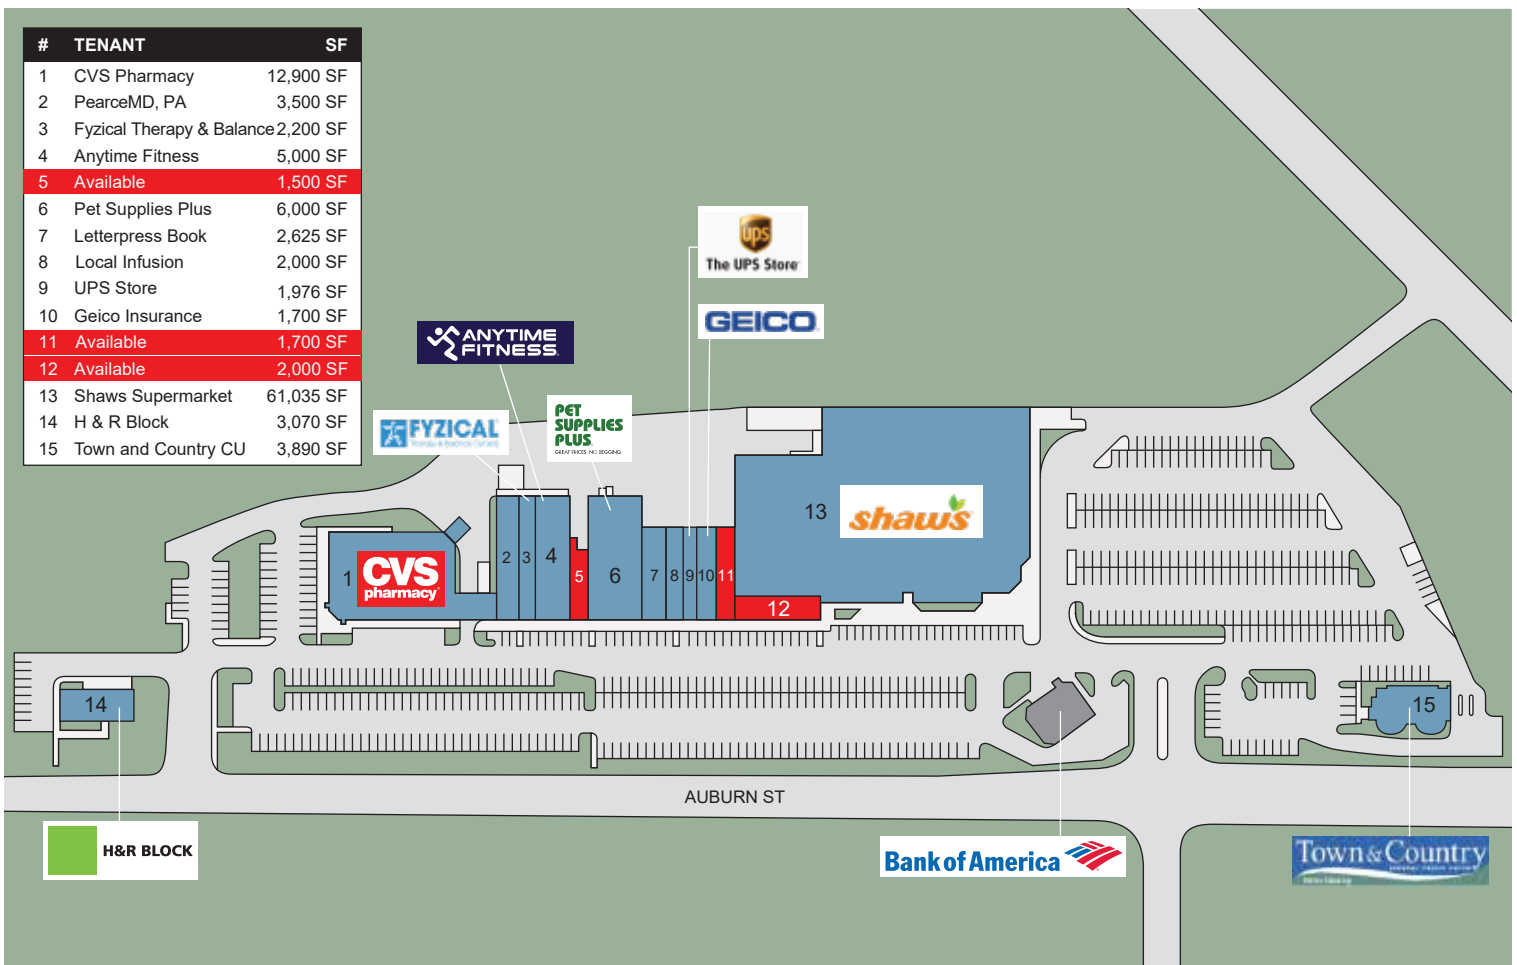 # TENANT SF
1 CVS Pharmacy 12,900 SF
2 PearceMD, PA 3,500 SF
3 Fyzical Therapy & Balance 2,200 SF
4 Anytime Fitness 5,000 SF
5 Available 1,500 SF
6 Pet Supplies Plus 6,000 SF
7 Letterpress Book 2,625 SF
8 Local Infusion 2,000 SF
9 UPS Store 1,976 SF
10 Geico Insurance 1,700 SF
11 Available 1,700 SF
12 Available 2,000 SF
13 Shaws Supermarket 61,035 SF
14 H & R Block 3,070 SF
15 Town and Country CU 3,890 SF
ups
The UPS Store
GEICO
ANYTIME
FITNESS
FYZICAL
PET
SUPPLIES
PLUS
GREAT PRICES. NO BEGGING.
13
shaw's
1
CVS
pharmacy
2
3
4
5
6
7
8
9
10
11
12
14
15
AUBURN ST
H&R BLOCK
Bank of America
Town & Country